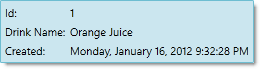 Id: 1
Drink Name: Orange Juice
Created: Monday, January 16, 2012 9:32:28 PM